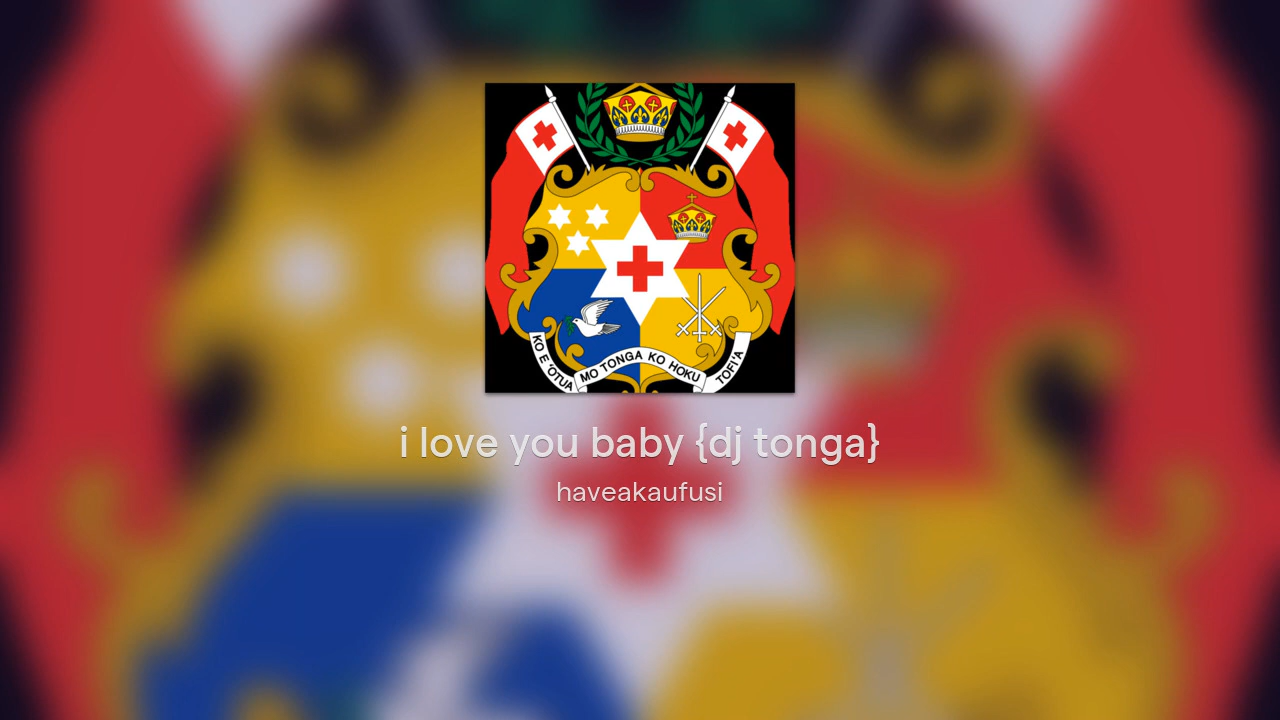 KO E 'OTUA MO TONGA KO HOKU TOFI'A
i love you baby {dj tonga}
haveakaufusi